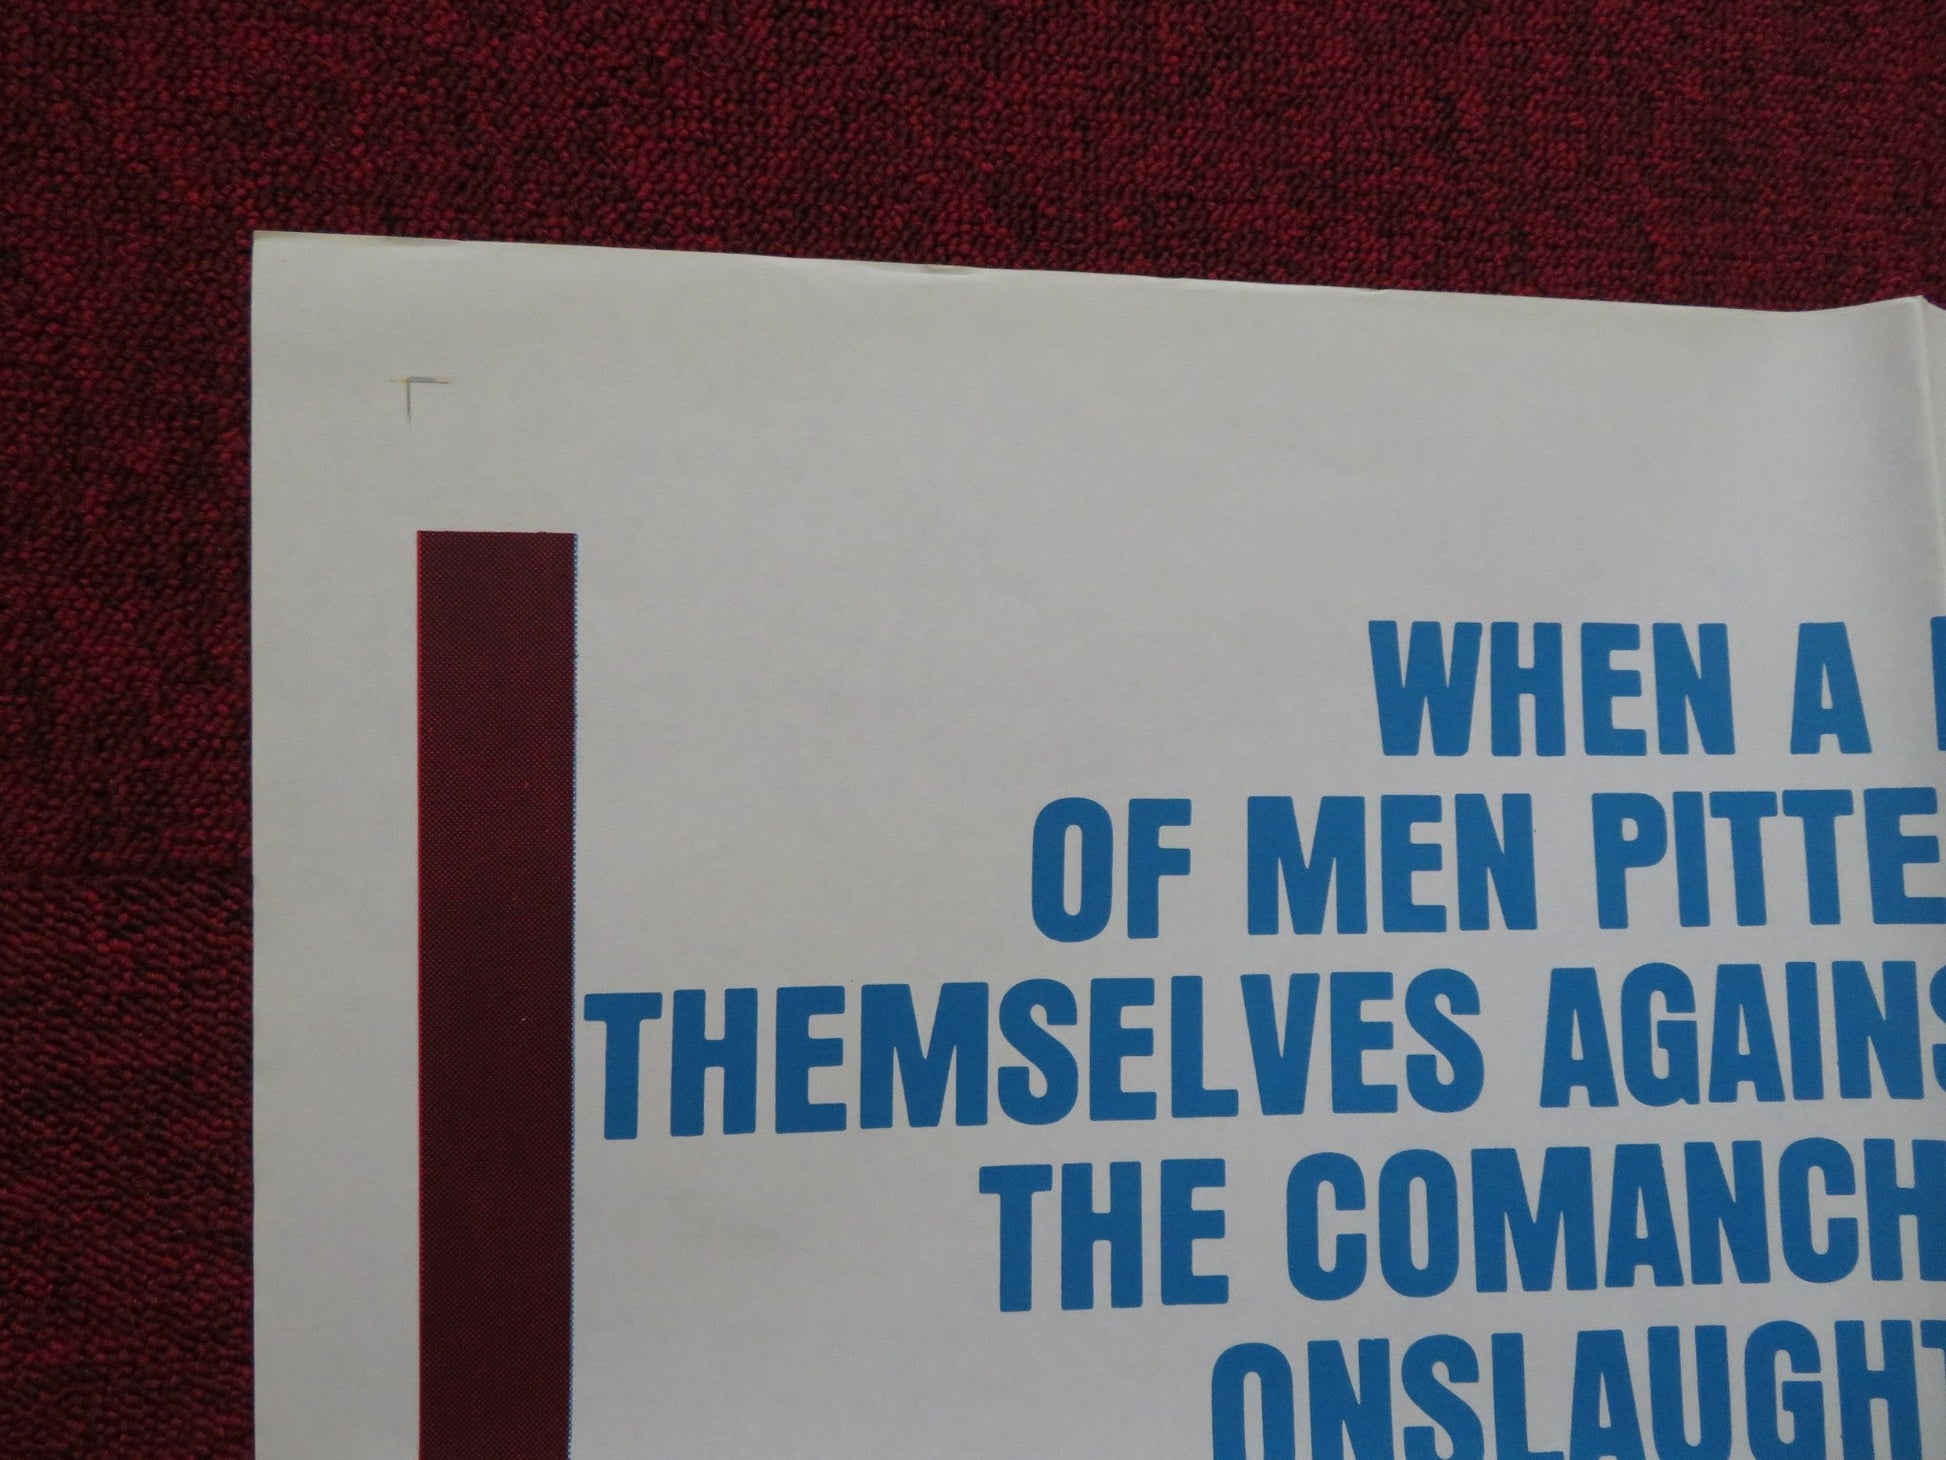 WHEN A
OF MEN PITTE
THEMSELVES AGAINS
THE COMANCH
ONSLAUGHT